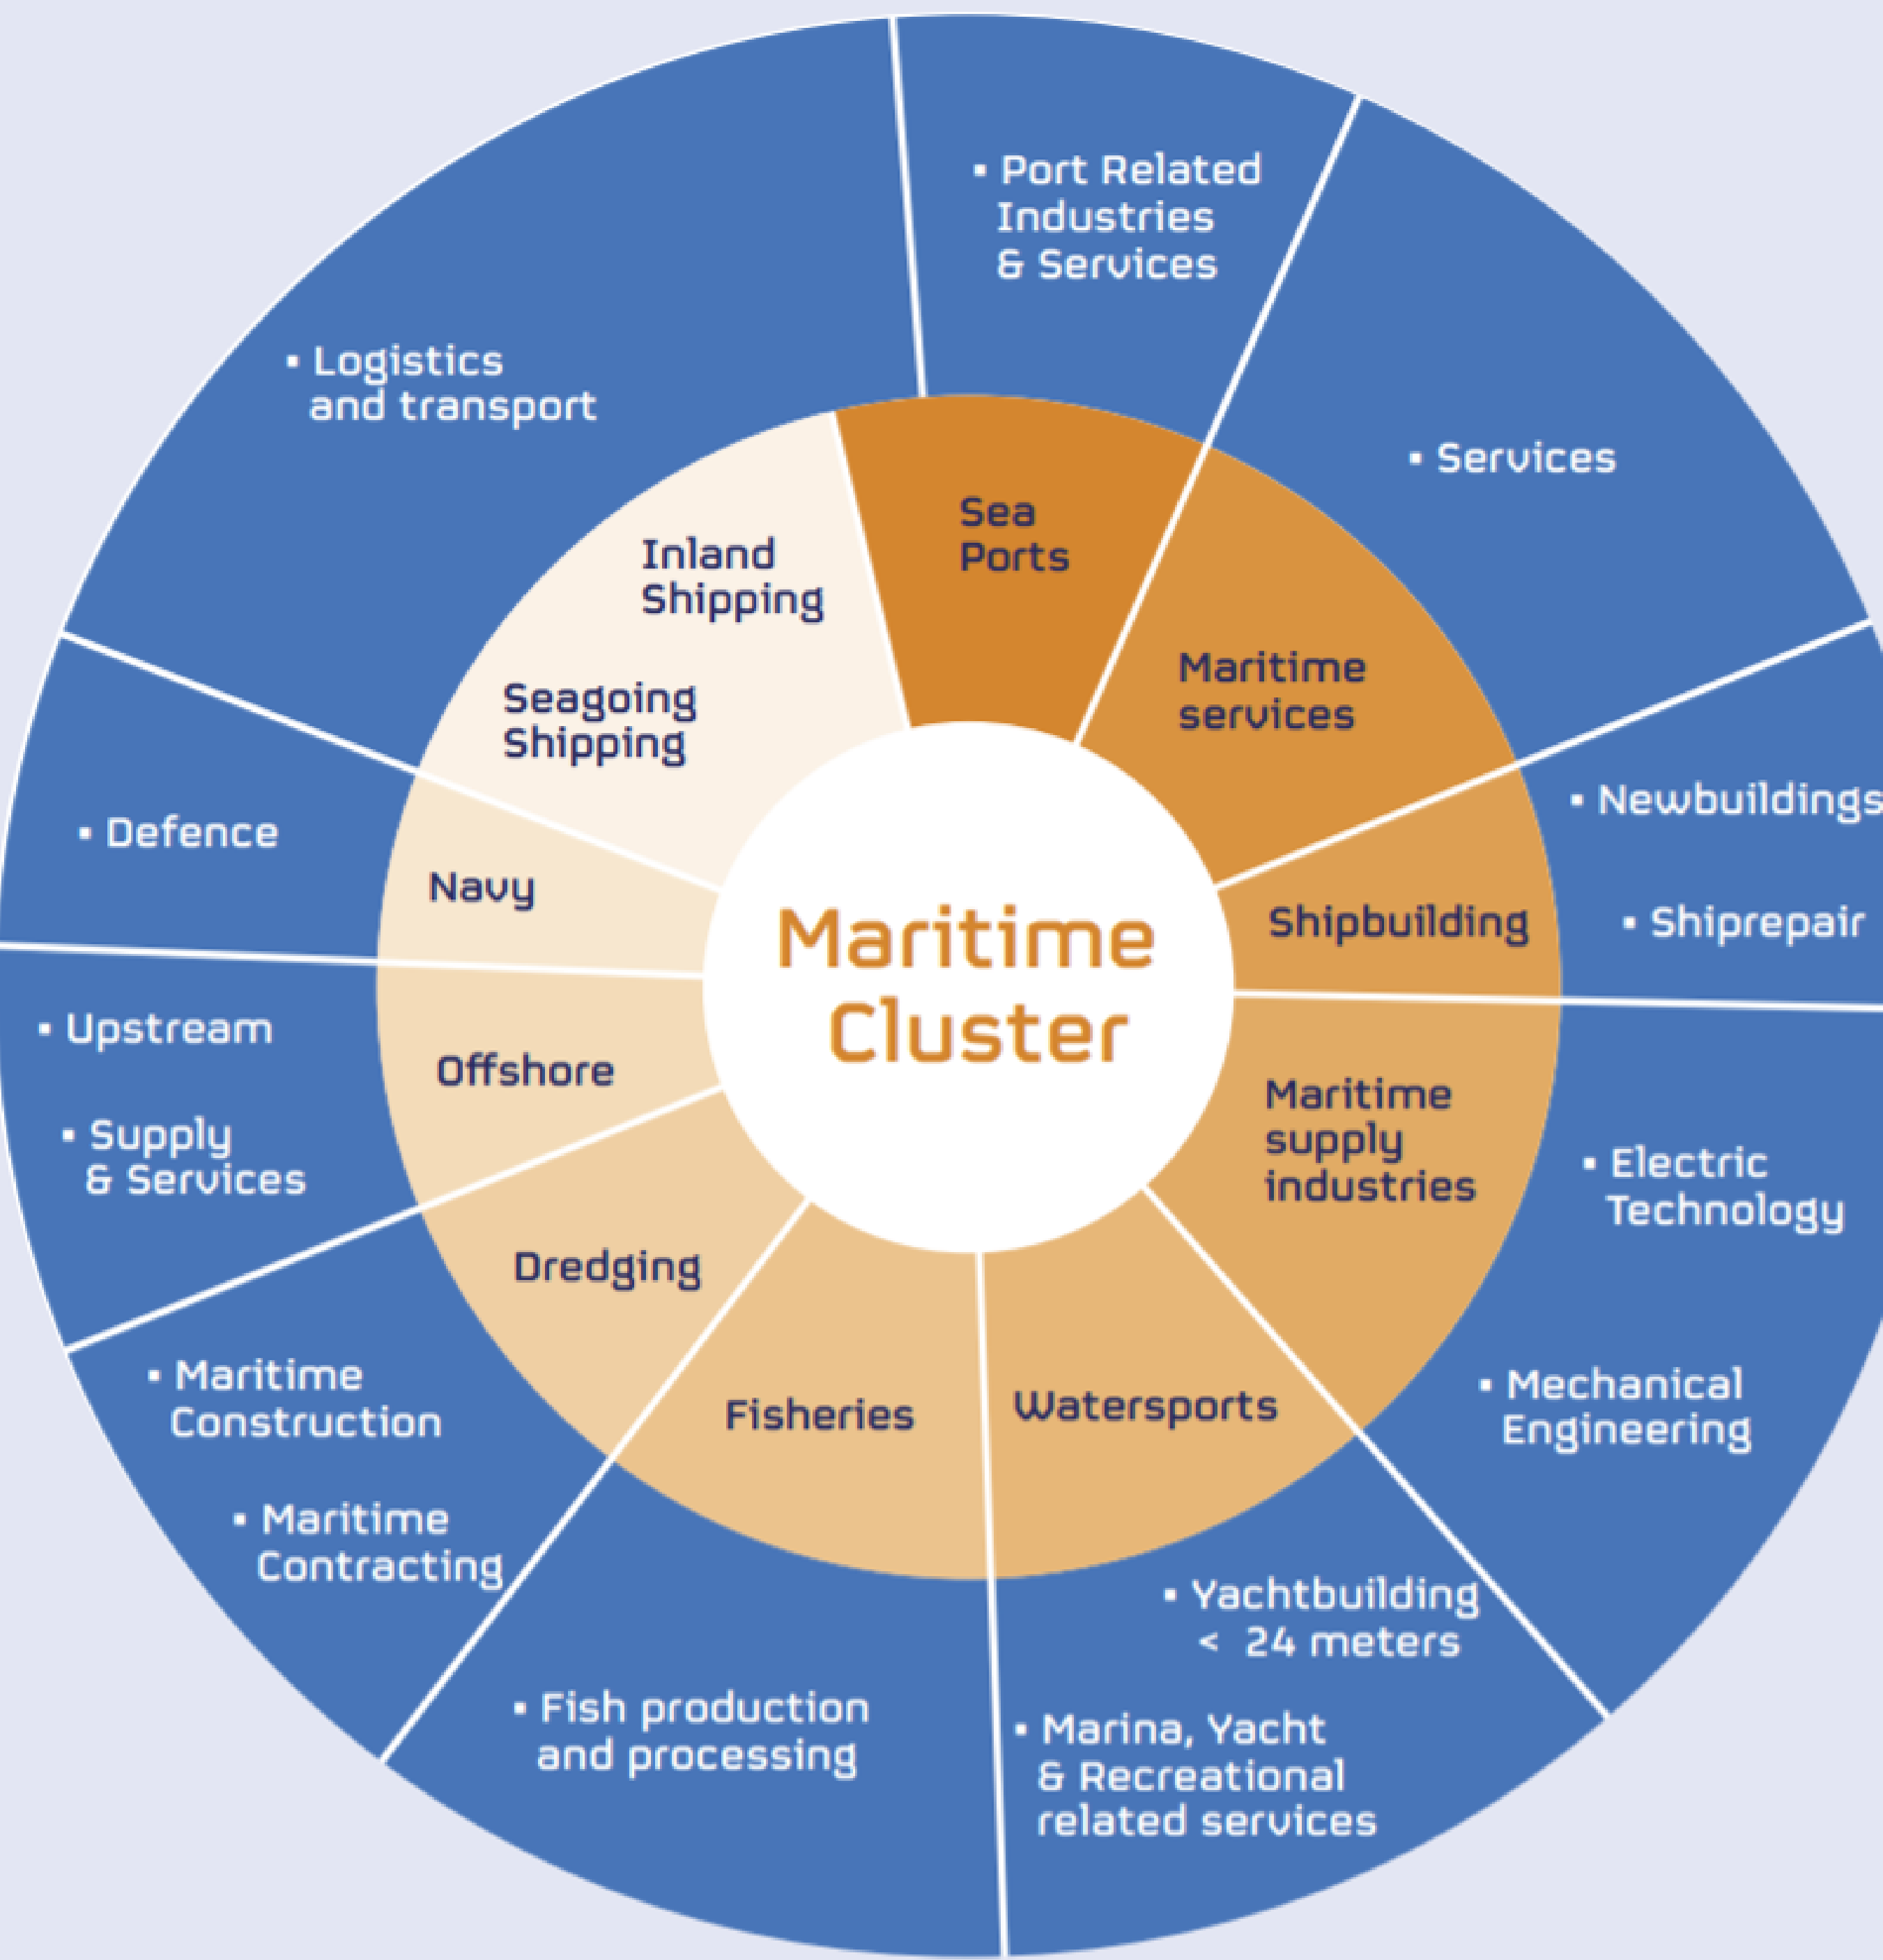 Maritime
Cluster
Sea
Ports
▪ Port Related
Industries
& Services
Maritime
services
▪ Services
Shipbuilding
▪ Newbuildings
▪ Shiprepair
Maritime
supply
industries
▪ Electric
Technology
▪ Mechanical
Engineering
Watersports
▪ Yachtbuilding
< 24 meters
▪ Marina, Yacht
& Recreational
related services
Fisheries
▪ Fish production
and processing
Dredging
▪ Maritime
Construction
▪ Maritime
Contracting
Offshore
▪ Upstream
▪ Supply
& Services
Navy
▪ Defence
Inland
Shipping
Seagoing
Shipping
▪ Logistics
and transport